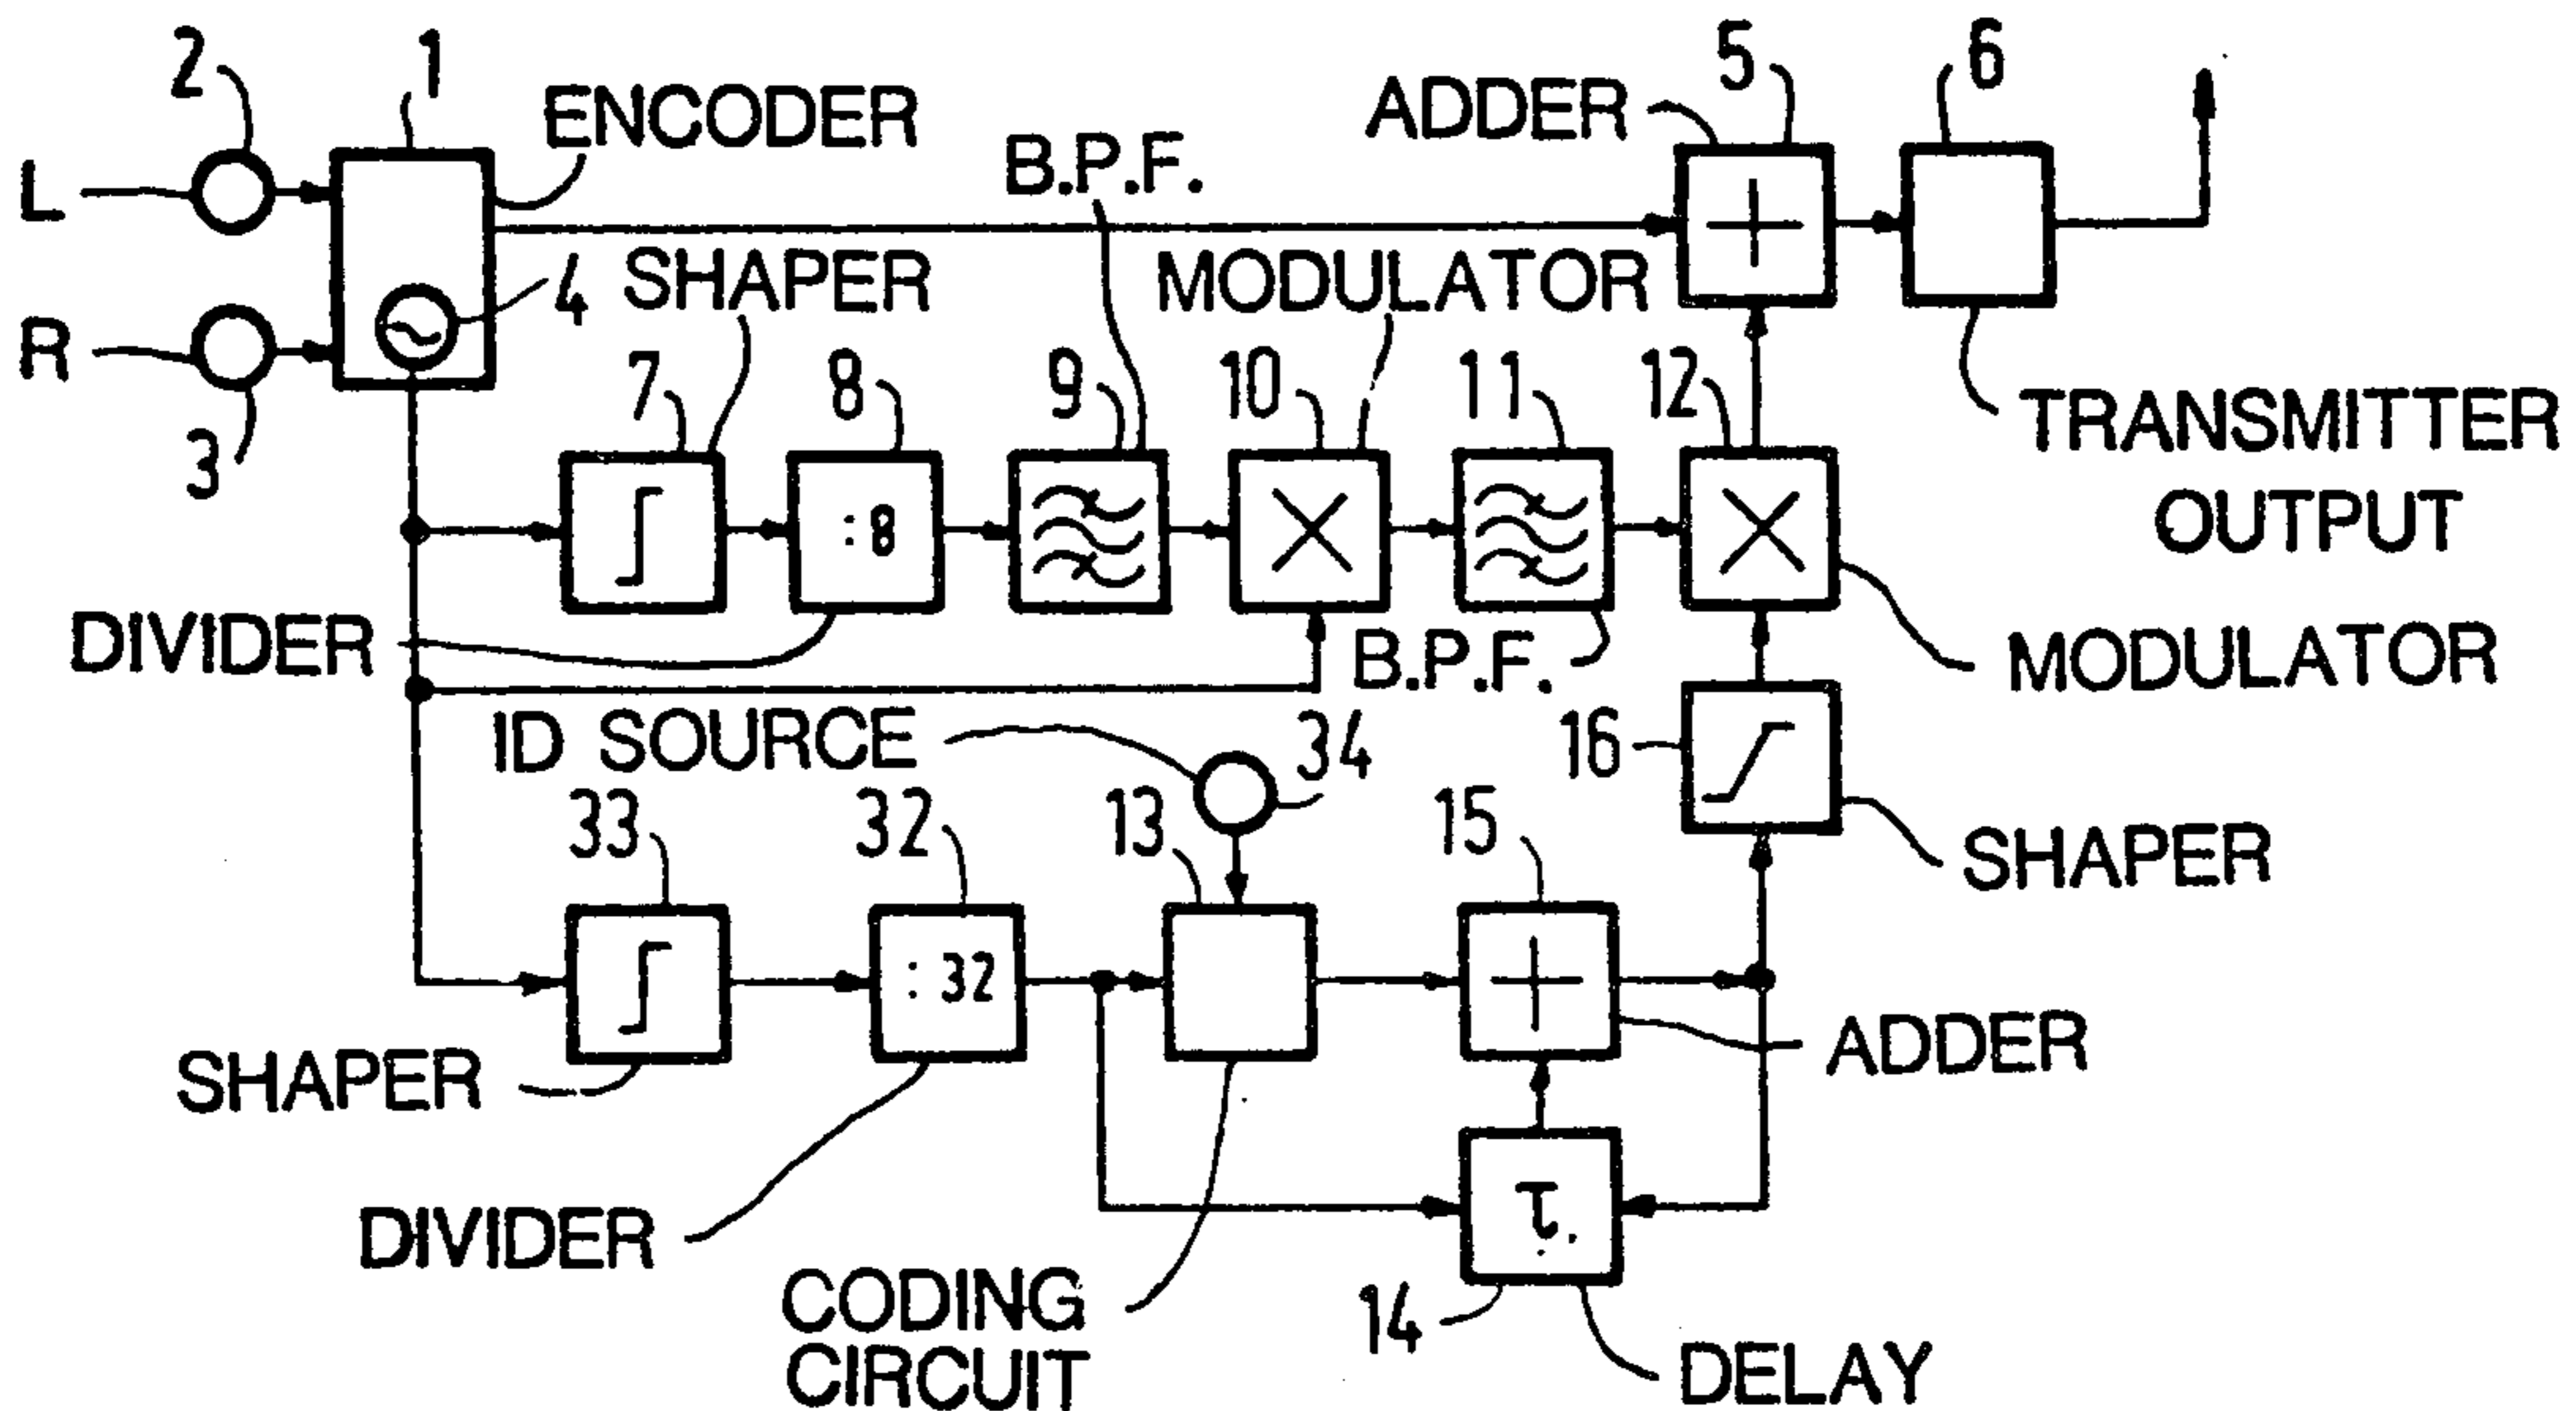 2
1
ENCODER
ADDER
5
6
B.P.F.
L
4
SHAPER
MODULATOR
R
3
7
8
9
10
11
12
TRANSMITTER
OUTPUT
:8
DIVIDER
B.P.F.
MODULATOR
ID SOURCE
34
16
33
32
13
15
SHAPER
: 32
SHAPER
ADDER
DIVIDER
τ
CODING
CIRCUIT
14
DELAY